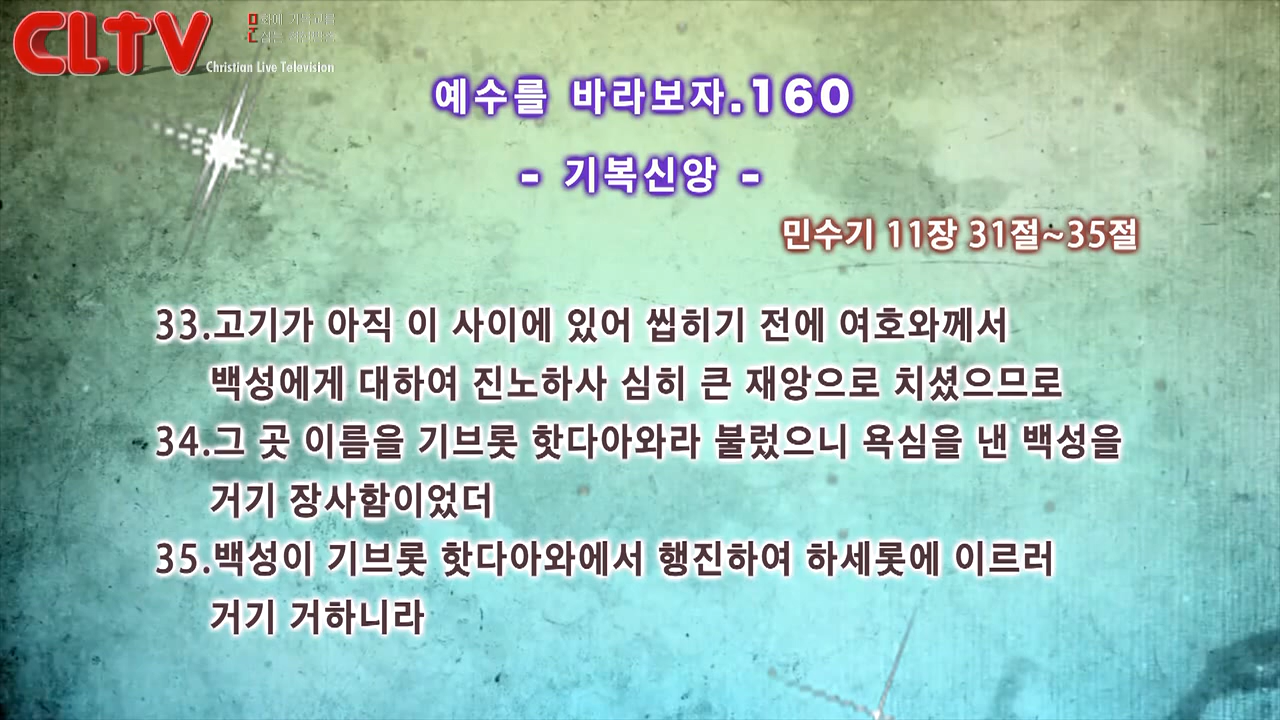 CLTV
Christian Live Television
예수를 바라보자.160
- 기복신앙 -
민수기 11장 31절~35절
33.고기가 아직 이 사이에 있어 씹히기 전에 여호와께서
백성에게 대하여 진노하사 심히 큰 재앙으로 치셨으므로
34.그 곳 이름을 기브롯 핫다아와라 불렀으니 욕심을 낸 백성을
거기 장사함이었더
35.백성이 기브롯 핫다아와에서 행진하여 하세롯에 이르러
거기 거하니라